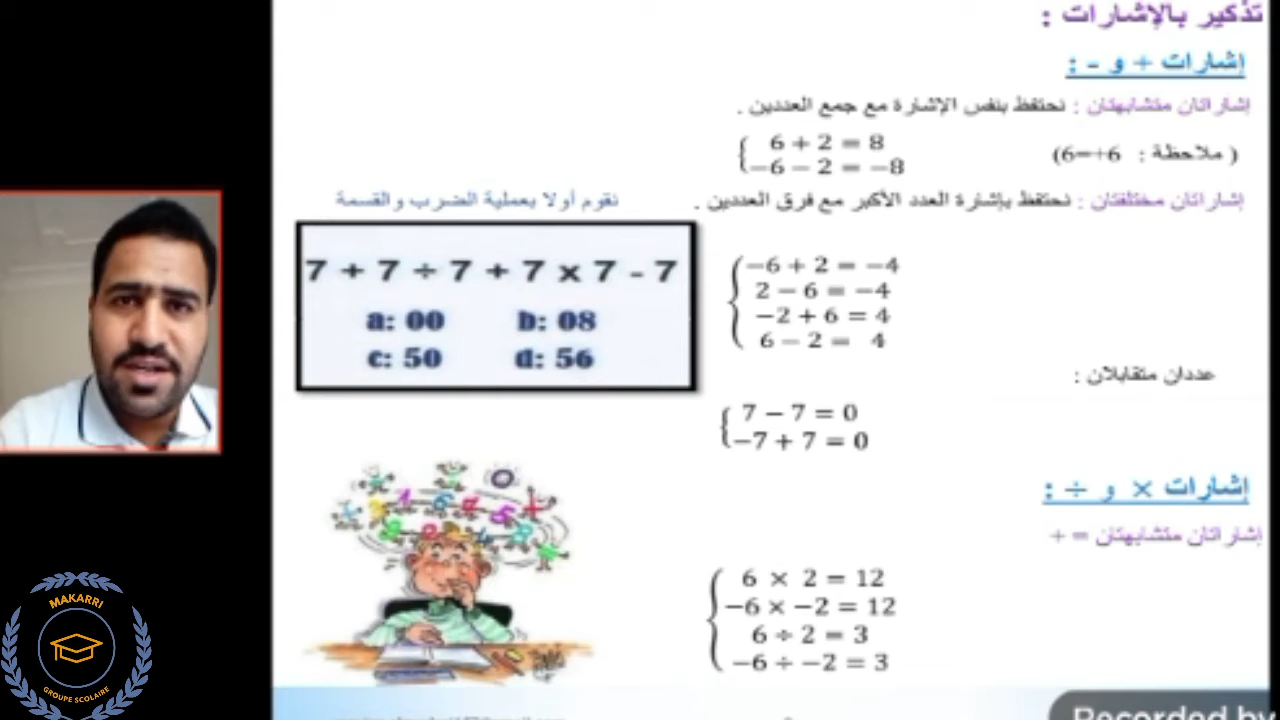 تذكير بالإشارات :
إشارات + و - :
إشاراتان متشابهتان : نحتفظ بنفس الإشارة مع جمع العددين .
6 + 2 = 8
−6 − 2 = −8
( ملاحظة : 6+=6)
إشاراتان مختلفتان : نحتفظ بإشارة العدد الأكبر مع فرق العددين .
نقوم أولا بعملية الضرب والقسمة
7 + 7 ÷ 7 + 7 x 7 - 7
a: 00 b: 08
c: 50 d: 56
−6 + 2 = −4
2 − 6 = −4
−2 + 6 = 4
6 − 2 = 4
عددان متقابلان :
7 − 7 = 0
−7 + 7 = 0
إشارات × و ÷ :
إشاراتان متشابهتان = +
6 × 2 = 12
−6 × −2 = 12
6 ÷ 2 = 3
−6 ÷ −2 = 3
MAKARRI
GROUPE SCOLAIRE
Recorded by